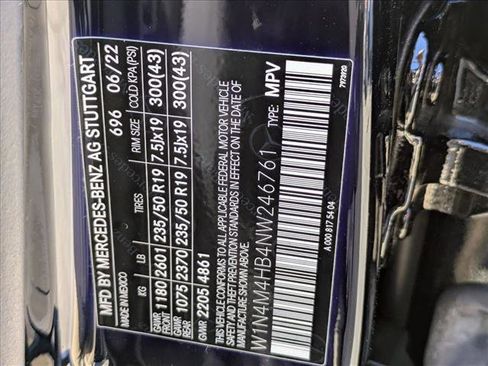 MFD BY MERCEDES-BENZ AG STUTTGART
MADE IN MEXICO 696 06/22
KG LB TIRES RIM SIZE COLD KPA(PSI)
GAWR FRONT 1180 2601 235/50 R19 7.5Jx19 300(43)
GAWR REAR 1075 2370 235/50 R19 7.5Jx19 300(43)
GVWR 2205 4861
THIS VEHICLE CONFORMS TO ALL APPLICABLE FEDERAL MOTOR VEHICLE
SAFETY AND THEFT PREVENTION STANDARDS IN EFFECT ON THE DATE OF
MANUFACTURE SHOWN ABOVE.
W1N4M4HB4NW246761 TYPE: MPV
A 000 817 54 04